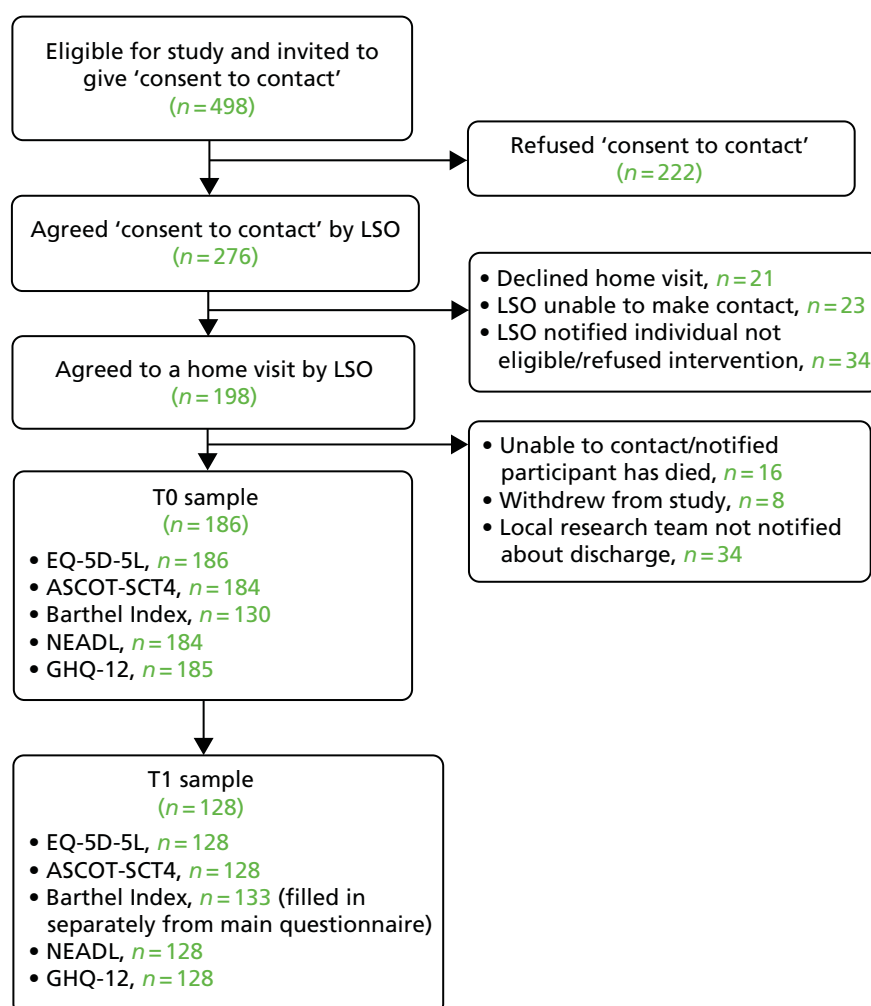 Eligible for study and invited to
give ‘consent to contact’
(n=498)
Refused ‘consent to contact’
(n=222)
Agreed ‘consent to contact’ by LSO
(n=276)
• Declined home visit, n=21
• LSO unable to make contact, n=23
• LSO notified individual not
eligible/refused intervention, n=34
Agreed to a home visit by LSO
(n=198)
• Unable to contact/notified
participant has died, n=16
• Withdrew from study, n=8
• Local research team not notified
about discharge, n=34
T0 sample
(n=186)
• EQ-5D-5L, n=186
• ASCOT-SCT4, n=184
• Barthel Index, n=130
• NEADL, n=184
• GHQ-12, n=185
T1 sample
(n=128)
• EQ-5D-5L, n=128
• ASCOT-SCT4, n=128
• Barthel Index, n=133 (filled in
separately from main questionnaire)
• NEADL, n=128
• GHQ-12, n=128